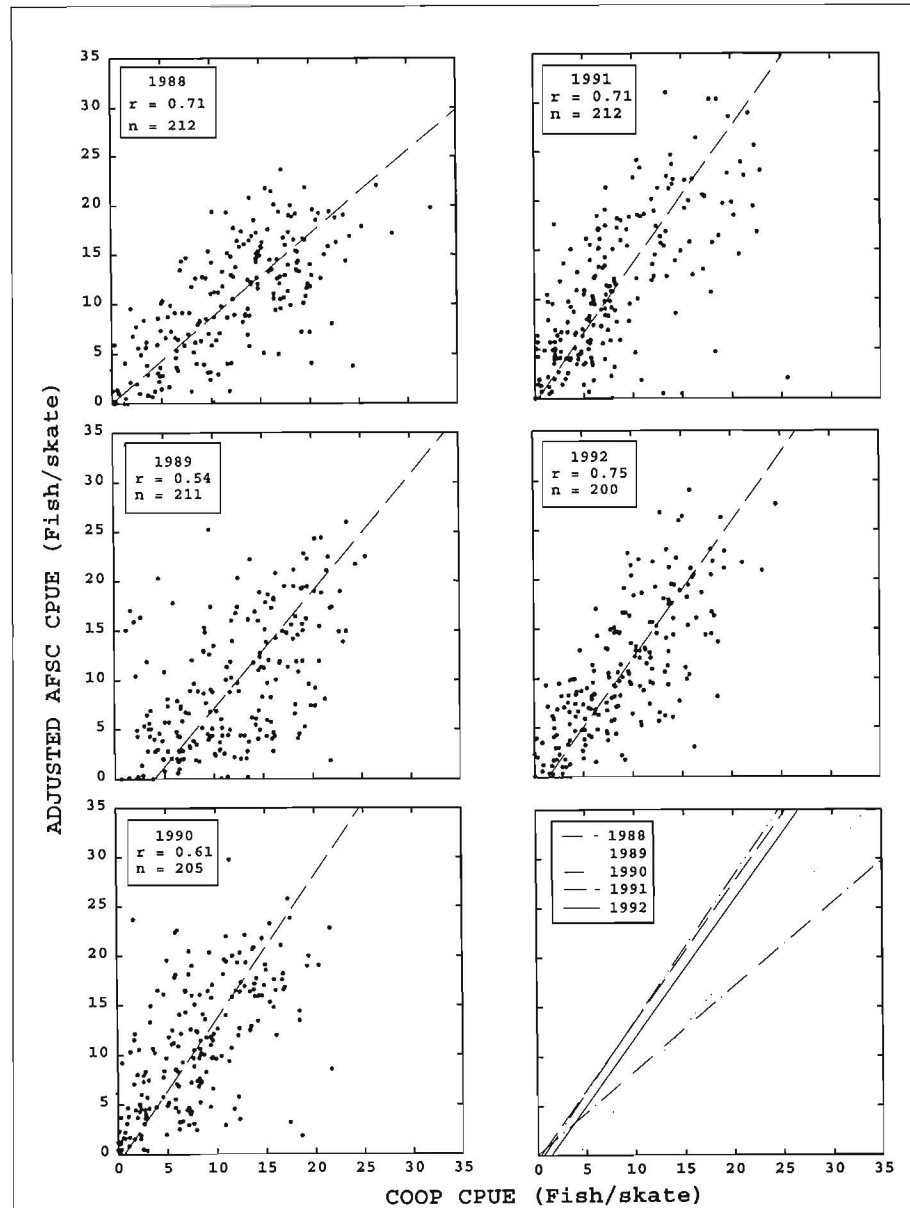 ADJUSTED AFSC CPUE (Fish/skate)
35
30
25
20
15
10
5
0
1988
r = 0.71
n = 212
1991
r = 0.71
n = 212
35
30
25
20
15
10
5
0
1989
r = 0.54
n = 211
1992
r = 0.75
n = 200
35
30
25
20
15
10
5
0
1990
r = 0.61
n = 205
1988
1989
1990
1991
1992
0 5 10 15 20 25 30 35
0 5 10 15 20 25 30 35
COOP CPUE (Fish/skate)